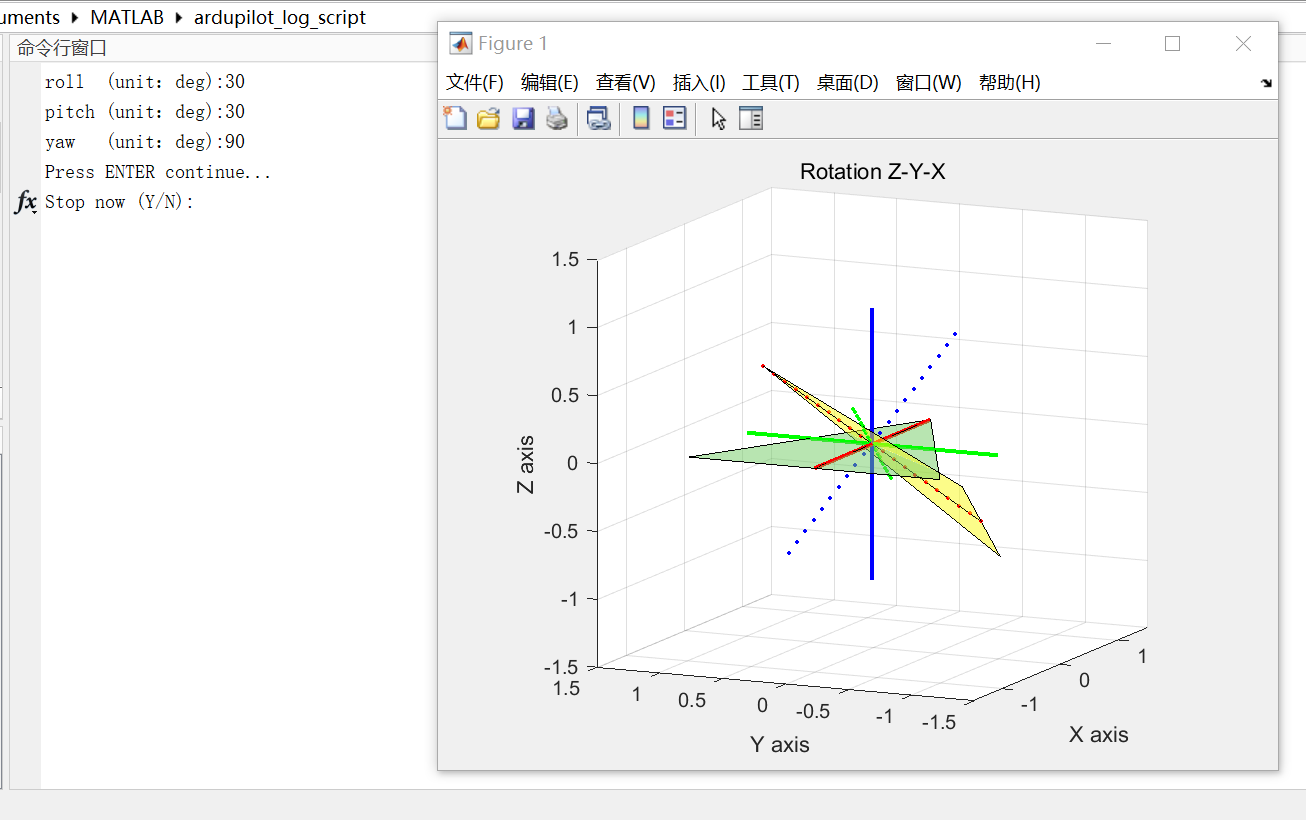 uments ▸ MATLAB ▸ ardupilot_log_script
命令行窗口
roll (unit: deg):30
pitch (unit: deg):30
yaw (unit: deg):90
Press ENTER continue...
fx Stop now (Y/N):
Figure 1
文件(F) 编辑(E) 查看(V) 插入(I) 工具(T) 桌面(D) 窗口(W) 帮助(H)
Rotation Z-Y-X
1.5
1
0.5
0
-0.5
-1
-1.5
Z axis
1.5
1
0.5
0
-0.5
-1
-1.5
Y axis
-1
0
1
X axis